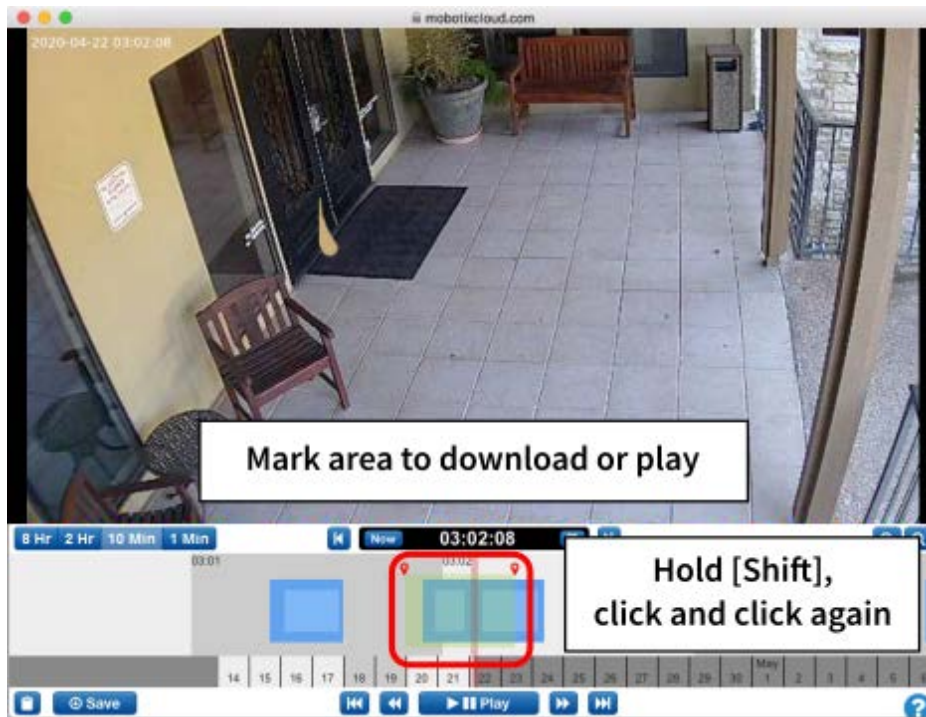 mobotixcloud.com
2020-04-22 03:02:08
Mark area to download or play
8 Hr 2 Hr 10 Min 1 Min
Now 03:02:08
03:01 03:02
Hold [Shift],
click and click again
May
14 15 16 17 18 19 20 21 22 23 24 25 26 27 28 29 30 1 2 3 4 5
Save Play ?